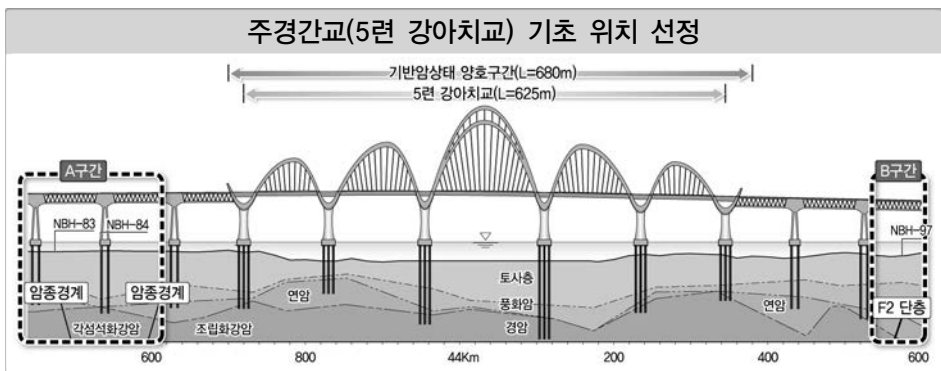 주경간교(5련 강아치교) 기초 위치 선정
기반암상태 양호구간(L=680m)
5련 강아치교(L=625m)
A구간
B구간
NBH-83
NBH-84
NBH-97
토사층
암종경계
암종경계
연암
풍화암
연암
F2 단층
각섬석화강암
조립화강암
경암
600
800
44Km
200
400
600